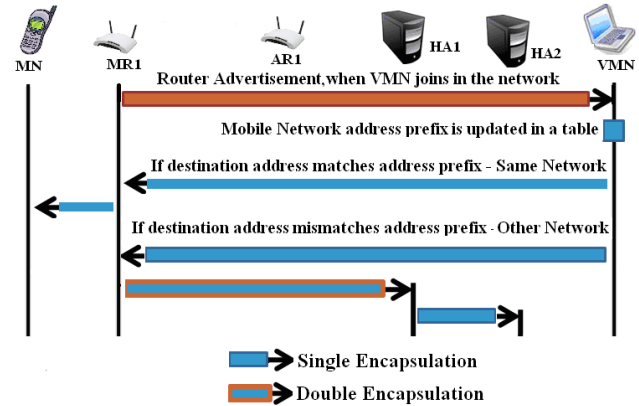 MN
MR1
AR1
HA1
HA2
VMN
Router Advertisement,when VMN joins in the network
Mobile Network address prefix is updated in a table
If destination address matches address prefix - Same Network
If destination address mismatches address prefix - Other Network
Single Encapsulation
Double Encapsulation